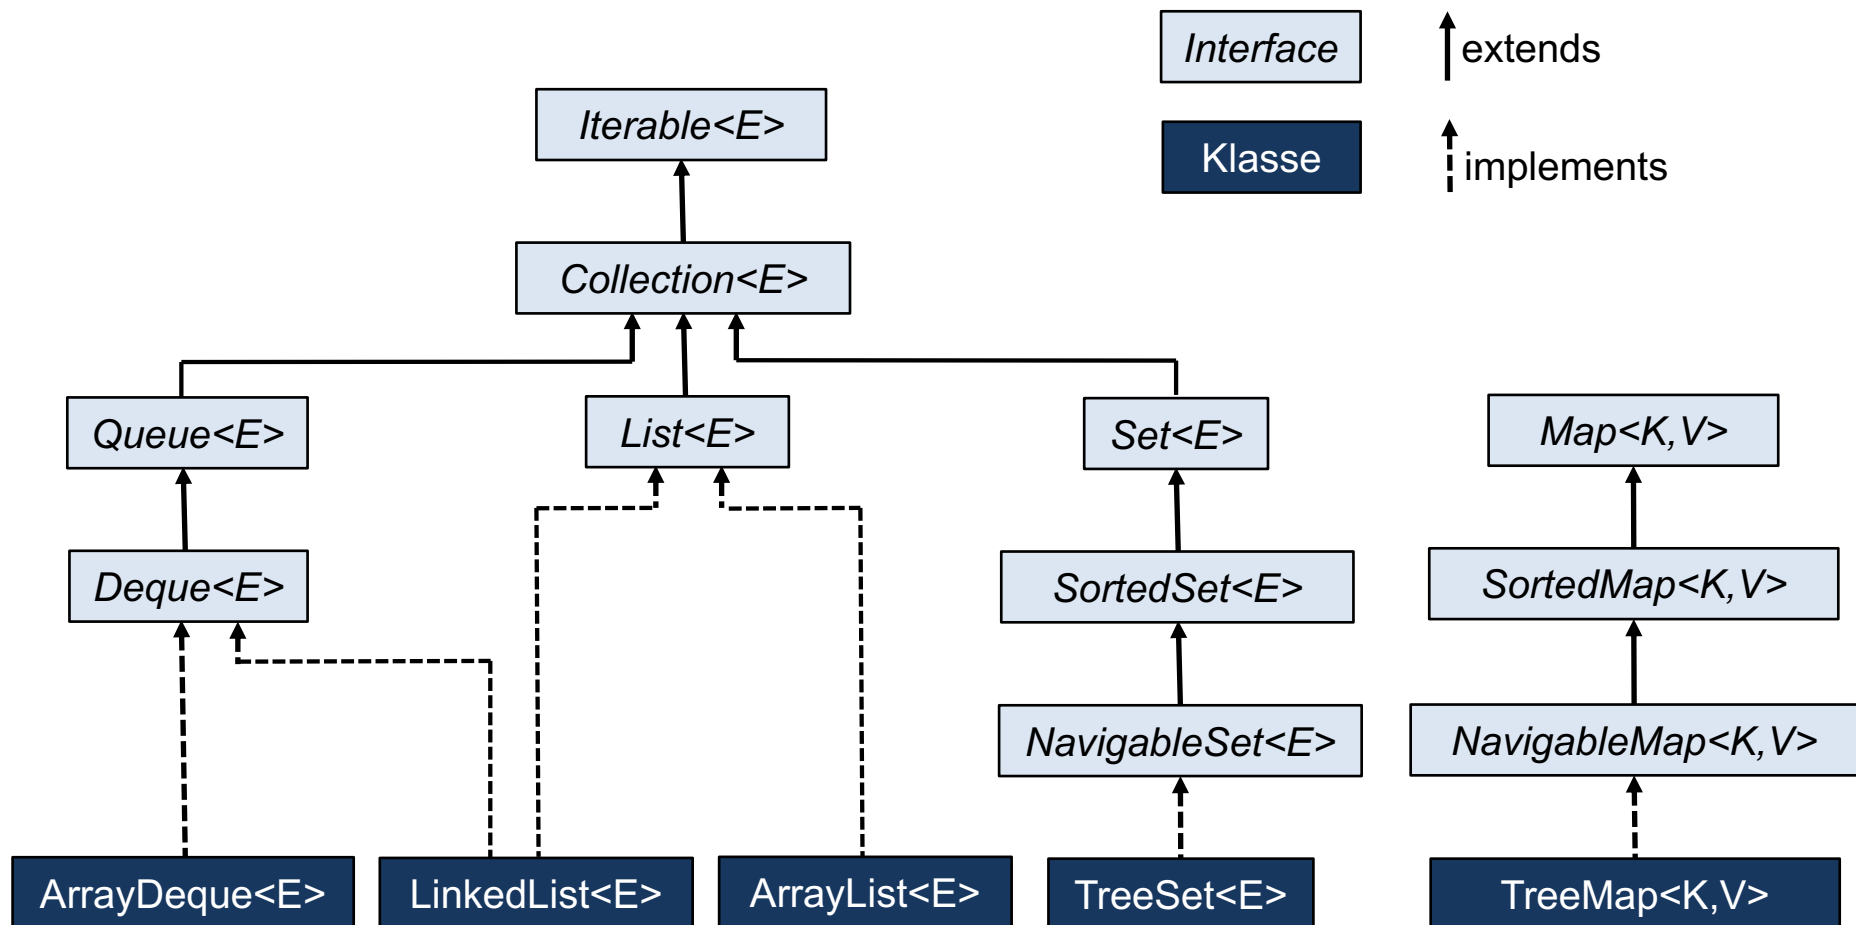 Interface
extends
Iterable<E>
Klasse
implements
Collection<E>
Queue<E>
List<E>
Set<E>
Map<K,V>
Deque<E>
SortedSet<E>
SortedMap<K,V>
NavigableSet<E>
NavigableMap<K,V>
ArrayDeque<E>
LinkedList<E>
ArrayList<E>
TreeSet<E>
TreeMap<K,V>